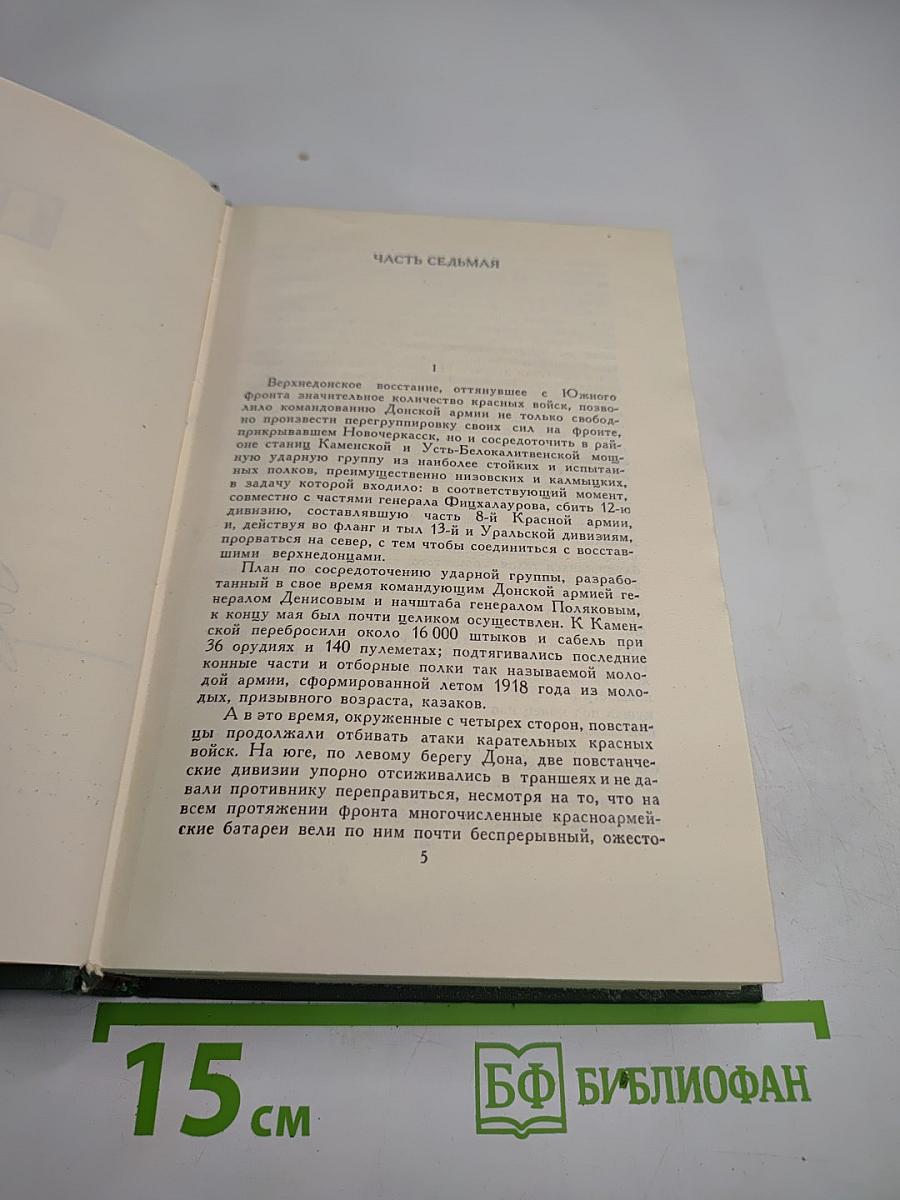 ЧАСТЬ СЕДЬМАЯ
I
Верхнедонское восстание, оттянувшее с Южного
фронта значительное количество красных войск, позво-
лило командованию Донской армии не только свобод-
но произвести перегруппировку своих сил на фронте,
прикрывавшем Новочеркасск, но и сосредоточить в рай-
оне станиц Каменской и Усть-Белокалитвенской мощ-
ную ударную группу из наиболее стойких и испытан-
ных полков, преимущественно низовских и калмыцких,
в задачу которой входило: в соответствующий момент,
совместно с частями генерала Фицхалаурова, сбить 12-ю
дивизию, составлявшую часть 8-й Красной армии,
и, действуя во фланг и тыл 13-й и Уральской дивизиям,
прорваться на север, с тем чтобы соединиться с восстав-
шими верхнедонцами.
План по сосредоточению ударной группы, разрабо-
танный в свое время командующим Донской армией ге-
нералом Денисовым и начштаба генералом Поляковым,
к концу мая был почти целиком осуществлен. К Камен-
ской перебросили около 16 000 штыков и сабель при
36 орудиях и 140 пулеметах; подтягивались последние
конные части и отборные полки так называемой моло-
дой армии, сформированной летом 1918 года из моло-
дых, призывного возраста, казаков.
А в это время, окруженные с четырех сторон, повстан-
цы продолжали отбивать атаки карательных красных
войск. На юге, по левому берегу Дона, две повстанче-
ские дивизии упорно отсиживались в траншеях и не да-
вали противнику переправиться, несмотря на то, что на
всем протяжении фронта многочисленные красноармей-
ские батареи вели по ним почти беспрерывный, ожесто-
5
15 см
БФ БИБЛИОФАН